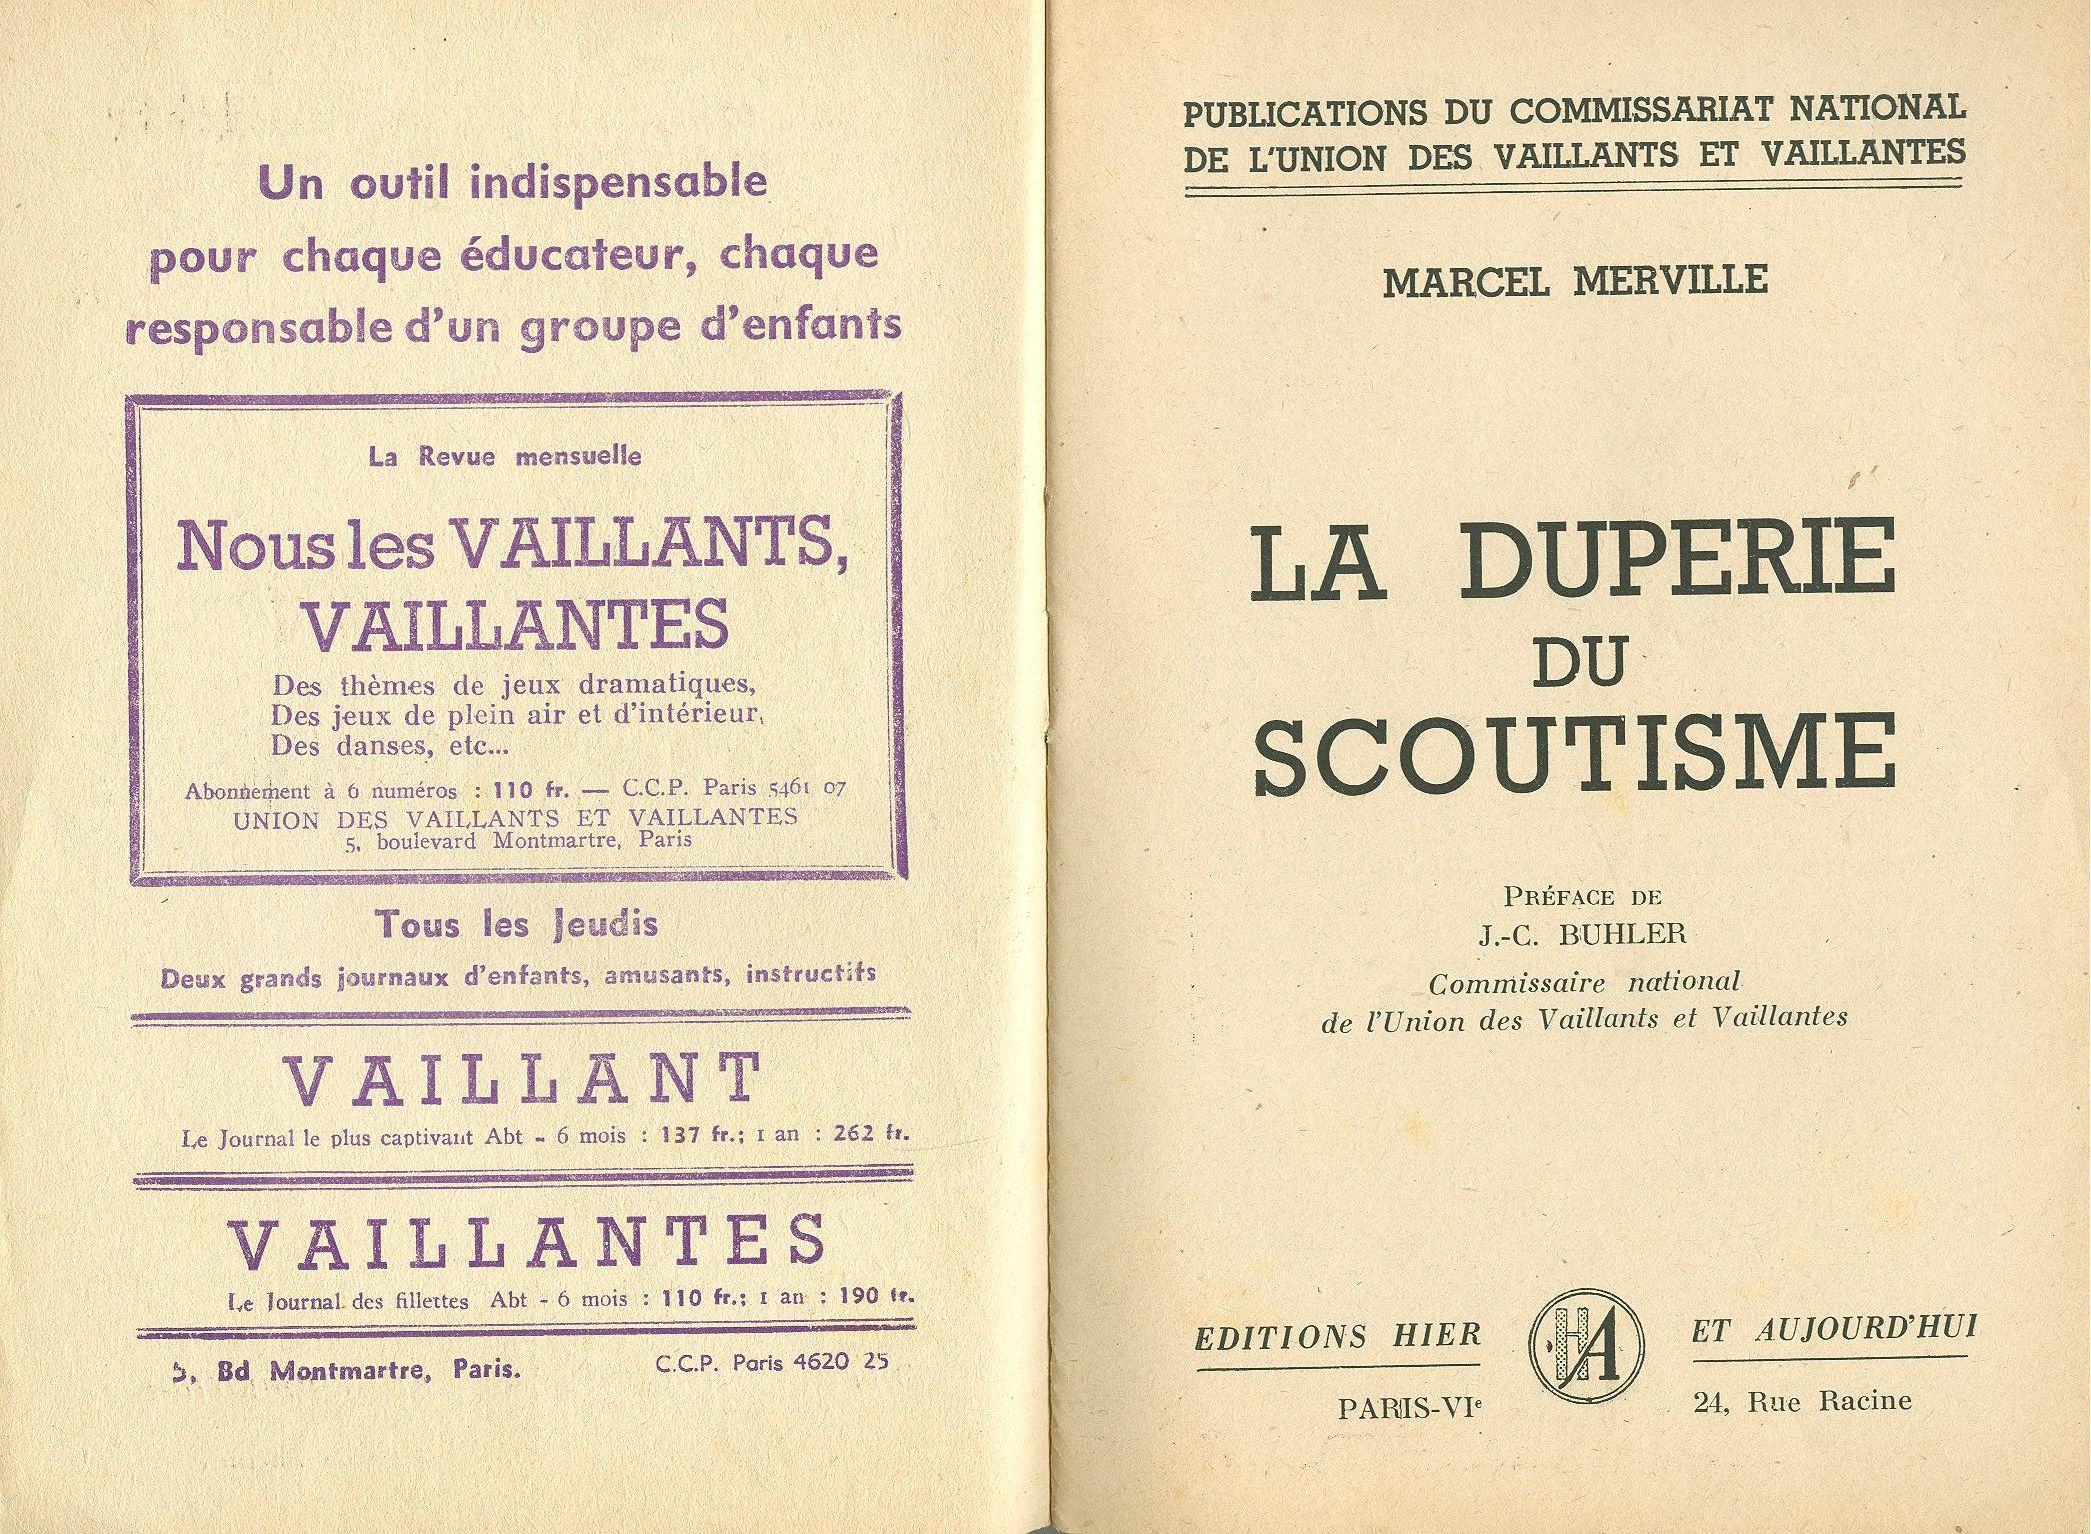 Un outil indispensable
pour chaque éducateur, chaque
responsable d'un groupe d'enfants
La Revue mensuelle
Nous les VAILLANTS,
VAILLANTES
Des thèmes de jeux dramatiques,
Des jeux de plein air et d'intérieur,
Des danses, etc...
Abonnement à 6 numéros : 110 fr. — C.C.P. Paris 5461 07
UNION DES VAILLANTS ET VAILLANTES
5, boulevard Montmartre, Paris
Tous les Jeudis
Deux grands journaux d'enfants, amusants, instructifs
VAILLANT
Le Journal le plus captivant Abt - 6 mois : 137 fr.; 1 an : 262 fr.
VAILLANTES
Le Journal des fillettes Abt - 6 mois : 110 fr.; 1 an : 190 fr.
5, Bd Montmartre, Paris. C.C.P. Paris 4620 25
PUBLICATIONS DU COMMISSARIAT NATIONAL
DE L'UNION DES VAILLANTS ET VAILLANTES
MARCEL MERVILLE
LA DUPERIE
DU
SCOUTISME
PRÉFACE DE
J.-C. BUHLER
Commissaire national
de l'Union des Vaillants et Vaillantes
EDITIONS HIER HA ET AUJOURD'HUI
PARIS-VIe 24, Rue Racine